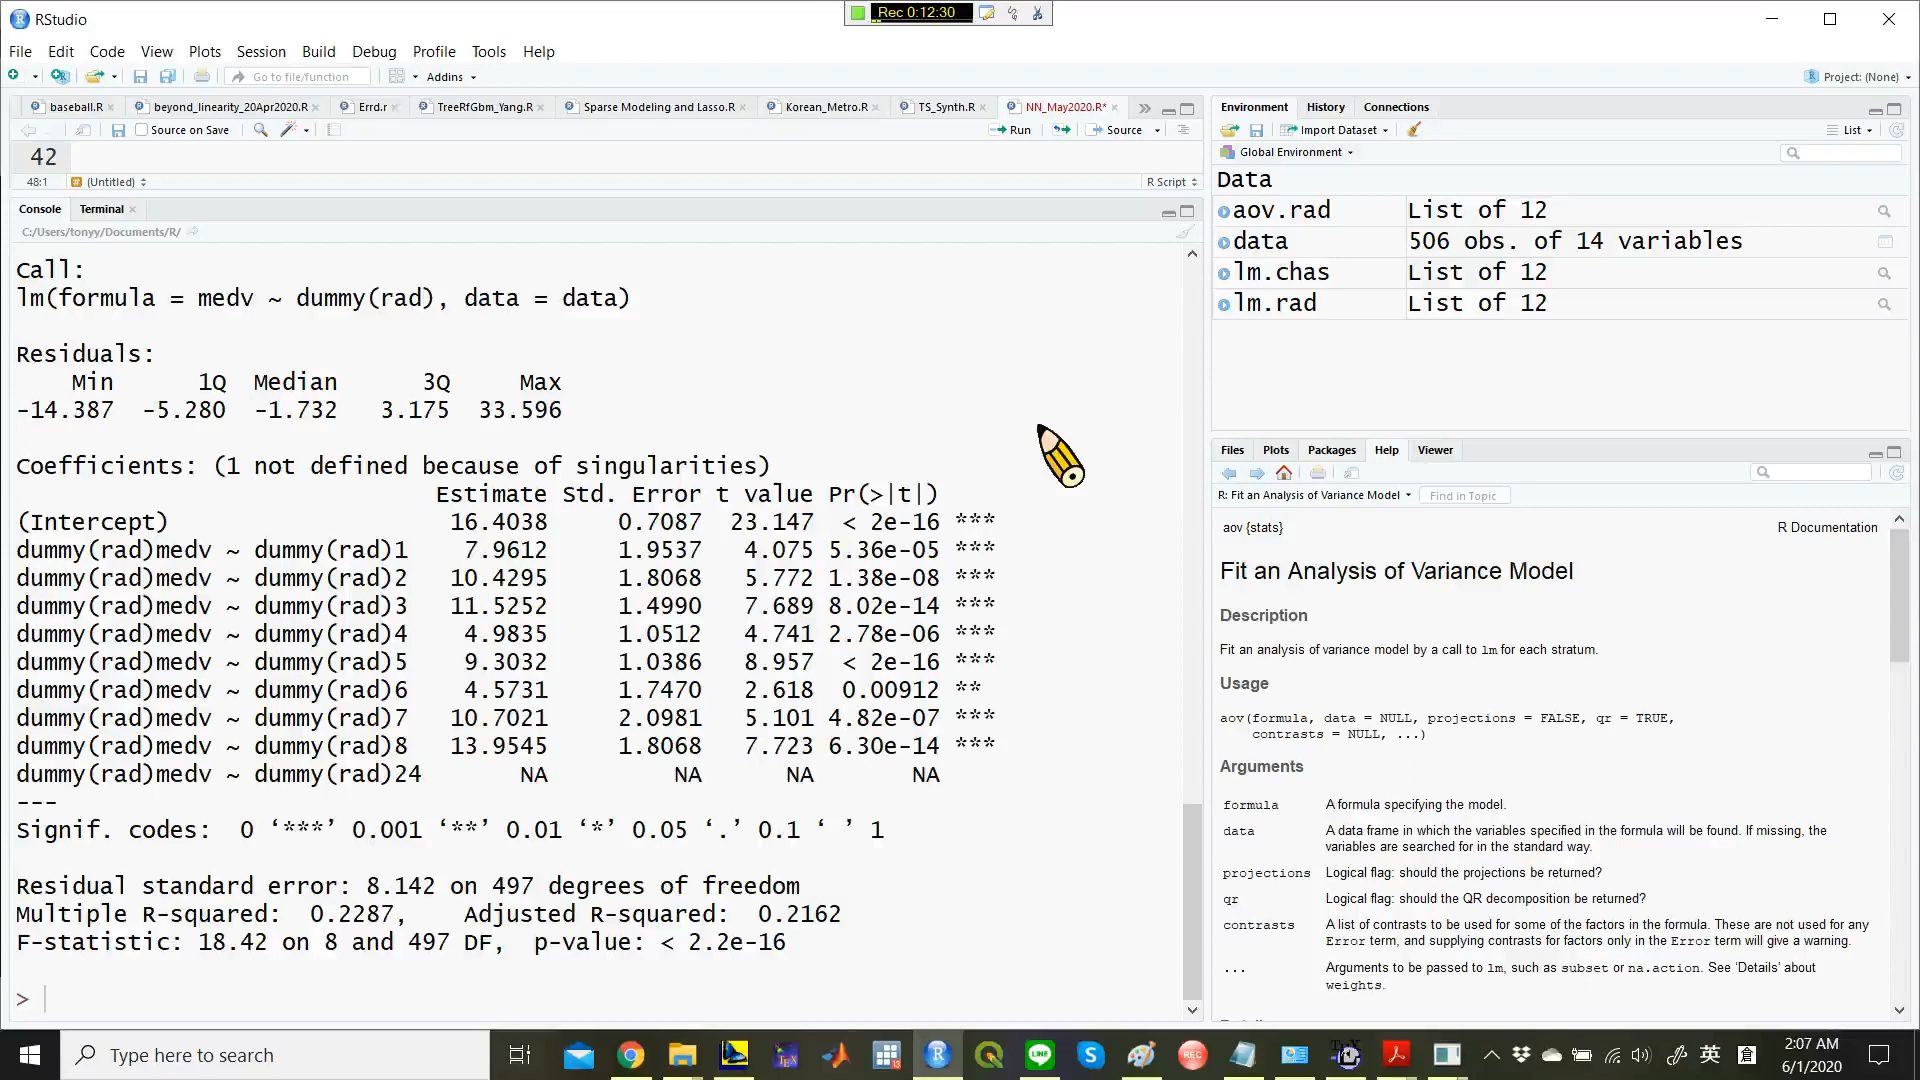 RStudio
Rec 0:12:30
File Edit Code View Plots Session Build Debug Profile Tools Help
Go to file/function
Addins
Project: (None)
baseball.R
beyond_linearity_20Apr2020.R
Errd.r
TreeRfGbm_Yang.R
Sparse Modeling and Lasso.R
Korean_Metro.R
TS_Synth.R
NN_May2020.R*
Source on Save
Run
Source
42
48:1 (Untitled)
R Script
Console Terminal
C:/Users/tonyy/Documents/R/
Call:
lm(formula = medv ~ dummy(rad), data = data)
Residuals:
Min 1Q Median 3Q Max
-14.387 -5.280 -1.732 3.175 33.596
Coefficients: (1 not defined because of singularities)
Estimate Std. Error t value Pr(>|t|)
(Intercept) 16.4038 0.7087 23.147 < 2e-16 ***
dummy(rad)medv ~ dummy(rad)1 7.9612 1.9537 4.075 5.36e-05 ***
dummy(rad)medv ~ dummy(rad)2 10.4295 1.8068 5.772 1.38e-08 ***
dummy(rad)medv ~ dummy(rad)3 11.5252 1.4990 7.689 8.02e-14 ***
dummy(rad)medv ~ dummy(rad)4 4.9835 1.0512 4.741 2.78e-06 ***
dummy(rad)medv ~ dummy(rad)5 9.3032 1.0386 8.957 < 2e-16 ***
dummy(rad)medv ~ dummy(rad)6 4.5731 1.7470 2.618 0.00912 **
dummy(rad)medv ~ dummy(rad)7 10.7021 2.0981 5.101 4.82e-07 ***
dummy(rad)medv ~ dummy(rad)8 13.9545 1.8068 7.723 6.30e-14 ***
dummy(rad)medv ~ dummy(rad)24 NA NA NA NA
---
Signif. codes: 0 ‘***’ 0.001 ‘**’ 0.01 ‘*’ 0.05 ‘.’ 0.1 ‘ ’ 1
Residual standard error: 8.142 on 497 degrees of freedom
Multiple R-squared: 0.2287, Adjusted R-squared: 0.2162
F-statistic: 18.42 on 8 and 497 DF, p-value: < 2.2e-16
>
Environment History Connections
Import Dataset
List
Global Environment
Data
aov.rad List of 12
data 506 obs. of 14 variables
lm.chas List of 12
lm.rad List of 12
Files Plots Packages Help Viewer
R: Fit an Analysis of Variance Model
Find in Topic
aov {stats}
R Documentation
Fit an Analysis of Variance Model
Description
Fit an analysis of variance model by a call to lm for each stratum.
Usage
aov(formula, data = NULL, projections = FALSE, qr = TRUE,
contrasts = NULL, ...)
Arguments
formula A formula specifying the model.
data A data frame in which the variables specified in the formula will be found. If missing, the
variables are searched for in the standard way.
projections Logical flag: should the projections be returned?
qr Logical flag: should the QR decomposition be returned?
contrasts A list of contrasts to be used for some of the factors in the formula. These are not used for any
Error term, and supplying contrasts for factors only in the Error term will give a warning.
... Arguments to be passed to lm, such as subset or na.action. See ‘Details’ about
weights.
Type here to search
英
2:07 AM
6/1/2020